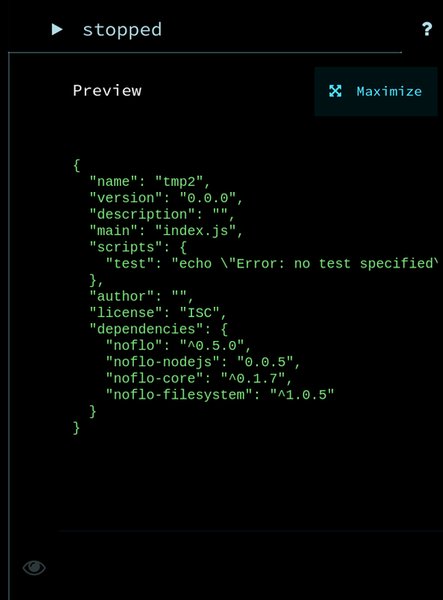 stopped
?
Preview
Maximize
{
"name": "tmp2",
"version": "0.0.0",
"description": "",
"main": "index.js",
"scripts": {
"test": "echo \"Error: no test specified\
},
"author": "",
"license": "ISC",
"dependencies": {
"noflo": "^0.5.0",
"noflo-nodejs": "0.0.5",
"noflo-core": "^0.1.7",
"noflo-filesystem": "^1.0.5"
}
}